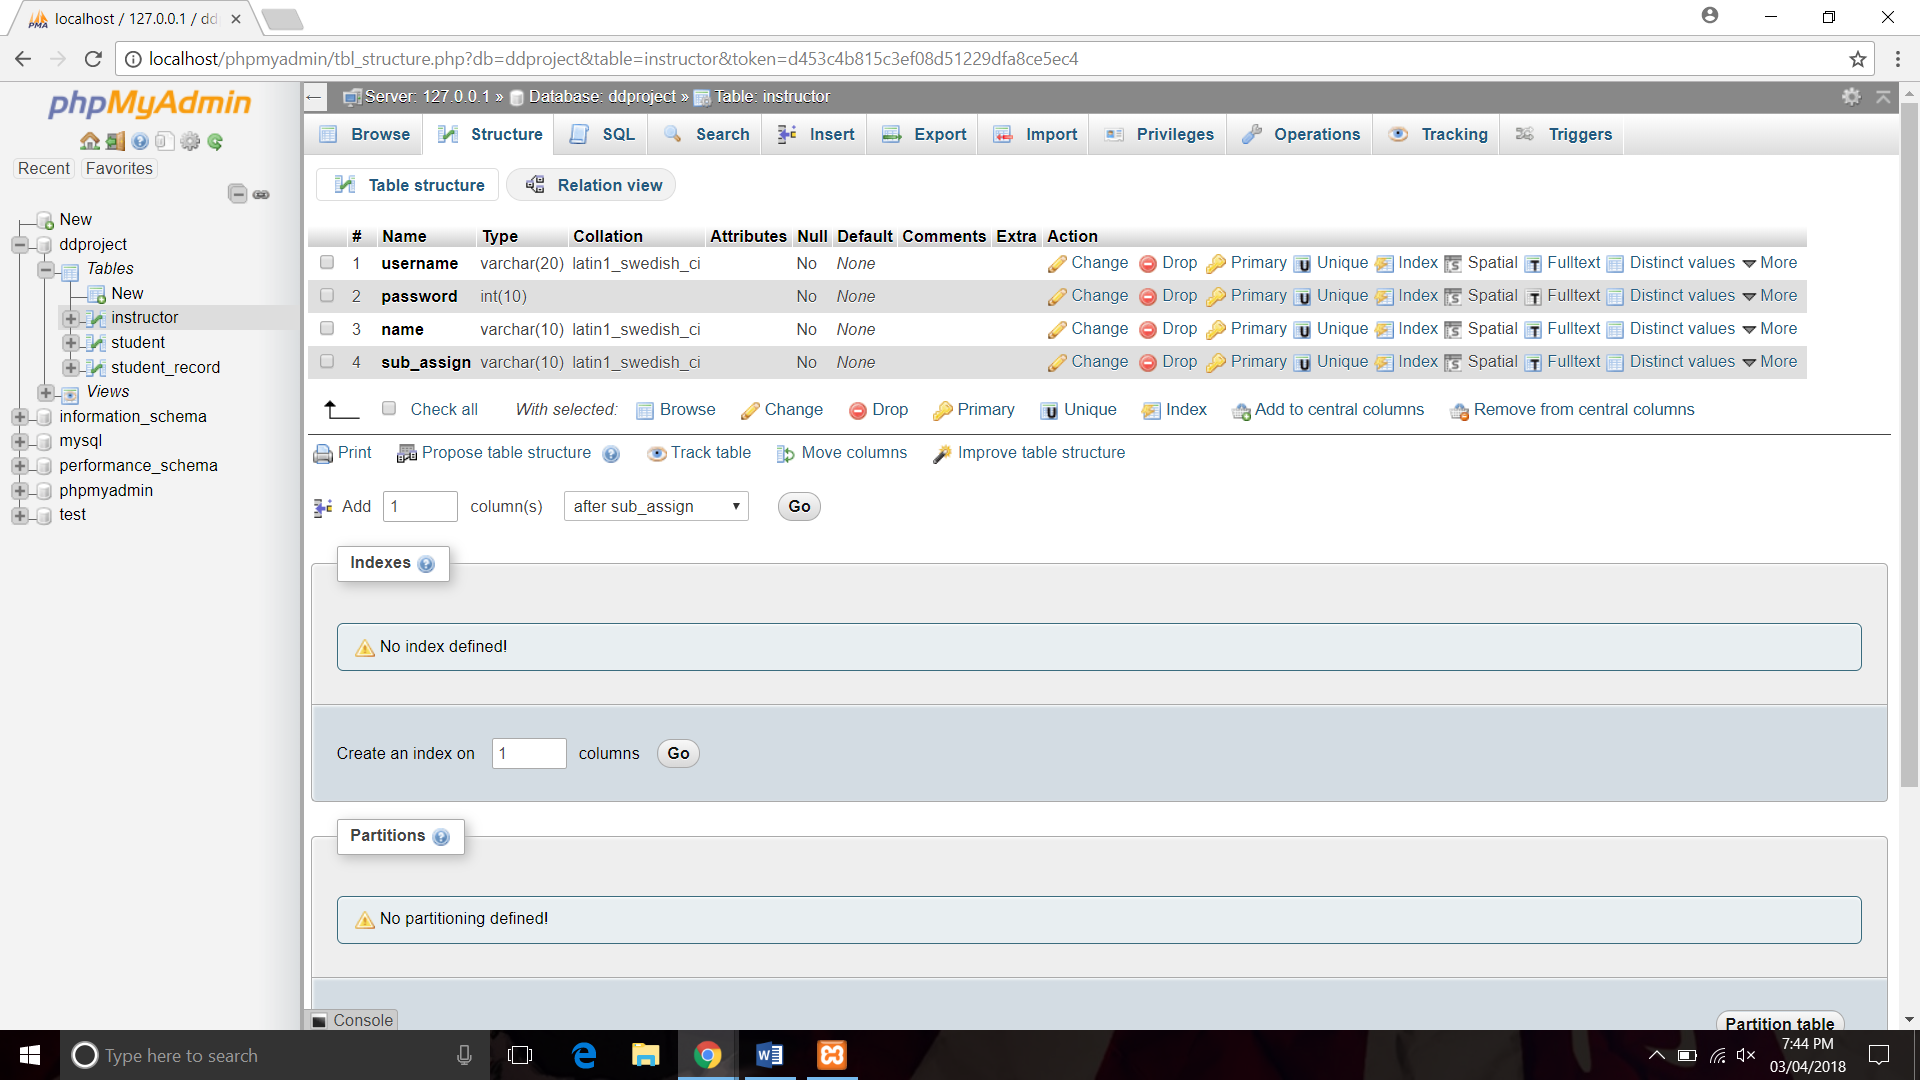 localhost / 127.0.0.1 / dd
localhost/phpmyadmin/tbl_structure.php?db=ddproject&table=instructor&token=d453c4b815c3ef08d51229dfa8ce5ec4
phpMyAdmin
Recent Favorites
New
ddproject
Tables
New
instructor
student
student_record
Views
information_schema
mysql
performance_schema
phpmyadmin
test
Server: 127.0.0.1 » Database: ddproject » Table: instructor
Browse Structure SQL Search Insert Export Import Privileges Operations Tracking Triggers
Table structure Relation view
# Name Type Collation Attributes Null Default Comments Extra Action
1 username varchar(20) latin1_swedish_ci No None Change Drop Primary Unique Index Spatial Fulltext Distinct values More
2 password int(10) No None Change Drop Primary Unique Index Spatial Fulltext Distinct values More
3 name varchar(10) latin1_swedish_ci No None Change Drop Primary Unique Index Spatial Fulltext Distinct values More
4 sub_assign varchar(10) latin1_swedish_ci No None Change Drop Primary Unique Index Spatial Fulltext Distinct values More
Check all With selected: Browse Change Drop Primary Unique Index Add to central columns Remove from central columns
Print Propose table structure Track table Move columns Improve table structure
Add 1 column(s) after sub_assign Go
Indexes
No index defined!
Create an index on 1 columns Go
Partitions
No partitioning defined!
Partition table
Console
Type here to search
7:44 PM
03/04/2018